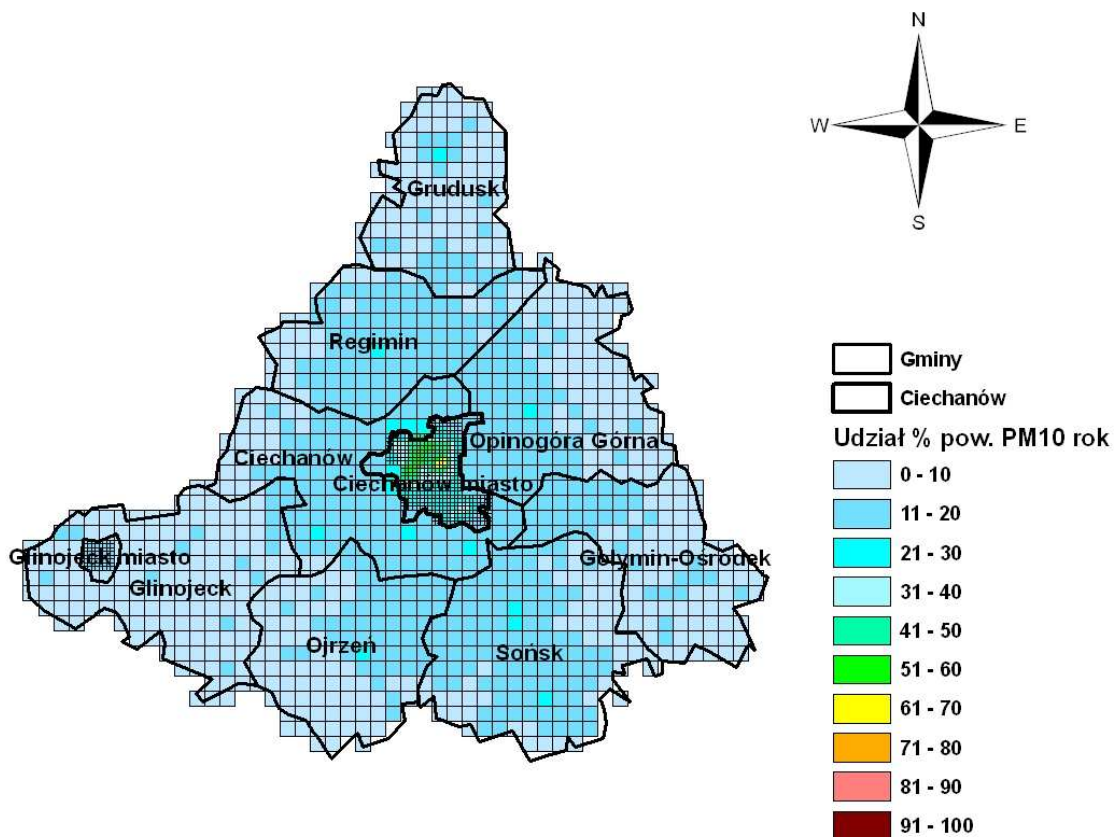 N
W
E
S
Grudusk
Regimin
Opinogóra Górna
Ciechanów
Ciechanów miasto
Glinojeck miasto
Gołymin-Ośrodek
Glinojeck
Ojrzeń
Sońsk
Gminy
Ciechanów
Udział % pow. PM10 rok
0 - 10
11 - 20
21 - 30
31 - 40
41 - 50
51 - 60
61 - 70
71 - 80
81 - 90
91 - 100